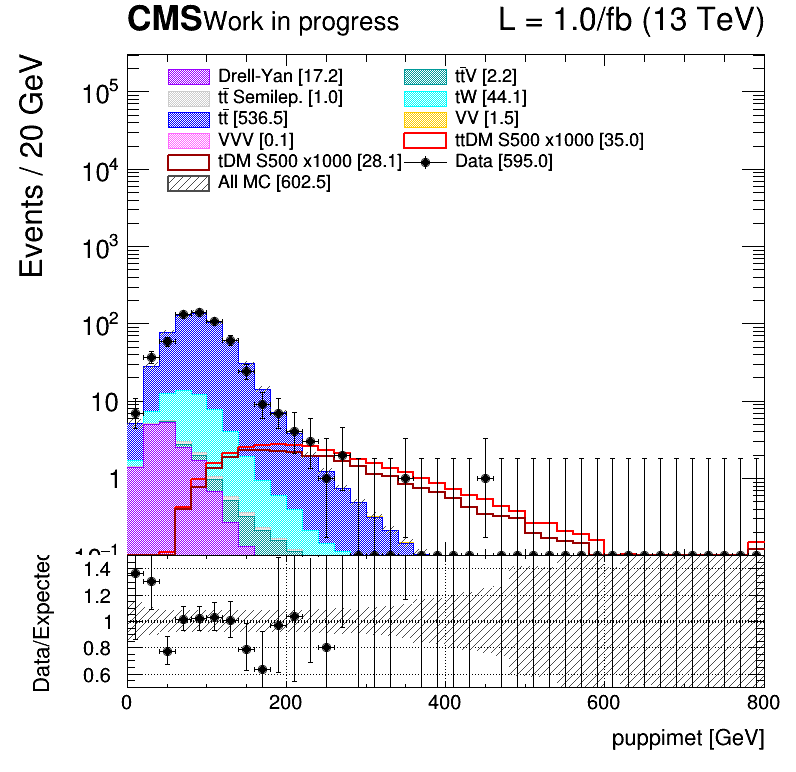 CMS Work in progress L = 1.0/fb (13 TeV)
Events / 20 GeV
Drell-Yan [17.2] tt̄V [2.2]
tt̄ Semilep. [1.0] tW [44.1]
tt̄ [536.5] VV [1.5]
VVV [0.1] ttDM S500 x1000 [35.0]
tDM S500 x1000 [28.1] Data [595.0]
All MC [602.5]
10⁵
10⁴
10³
10²
10
1
10⁻¹
Data/Expected
1.4
1.2
1
0.8
0.6
0 200 400 600 800
puppimet [GeV]